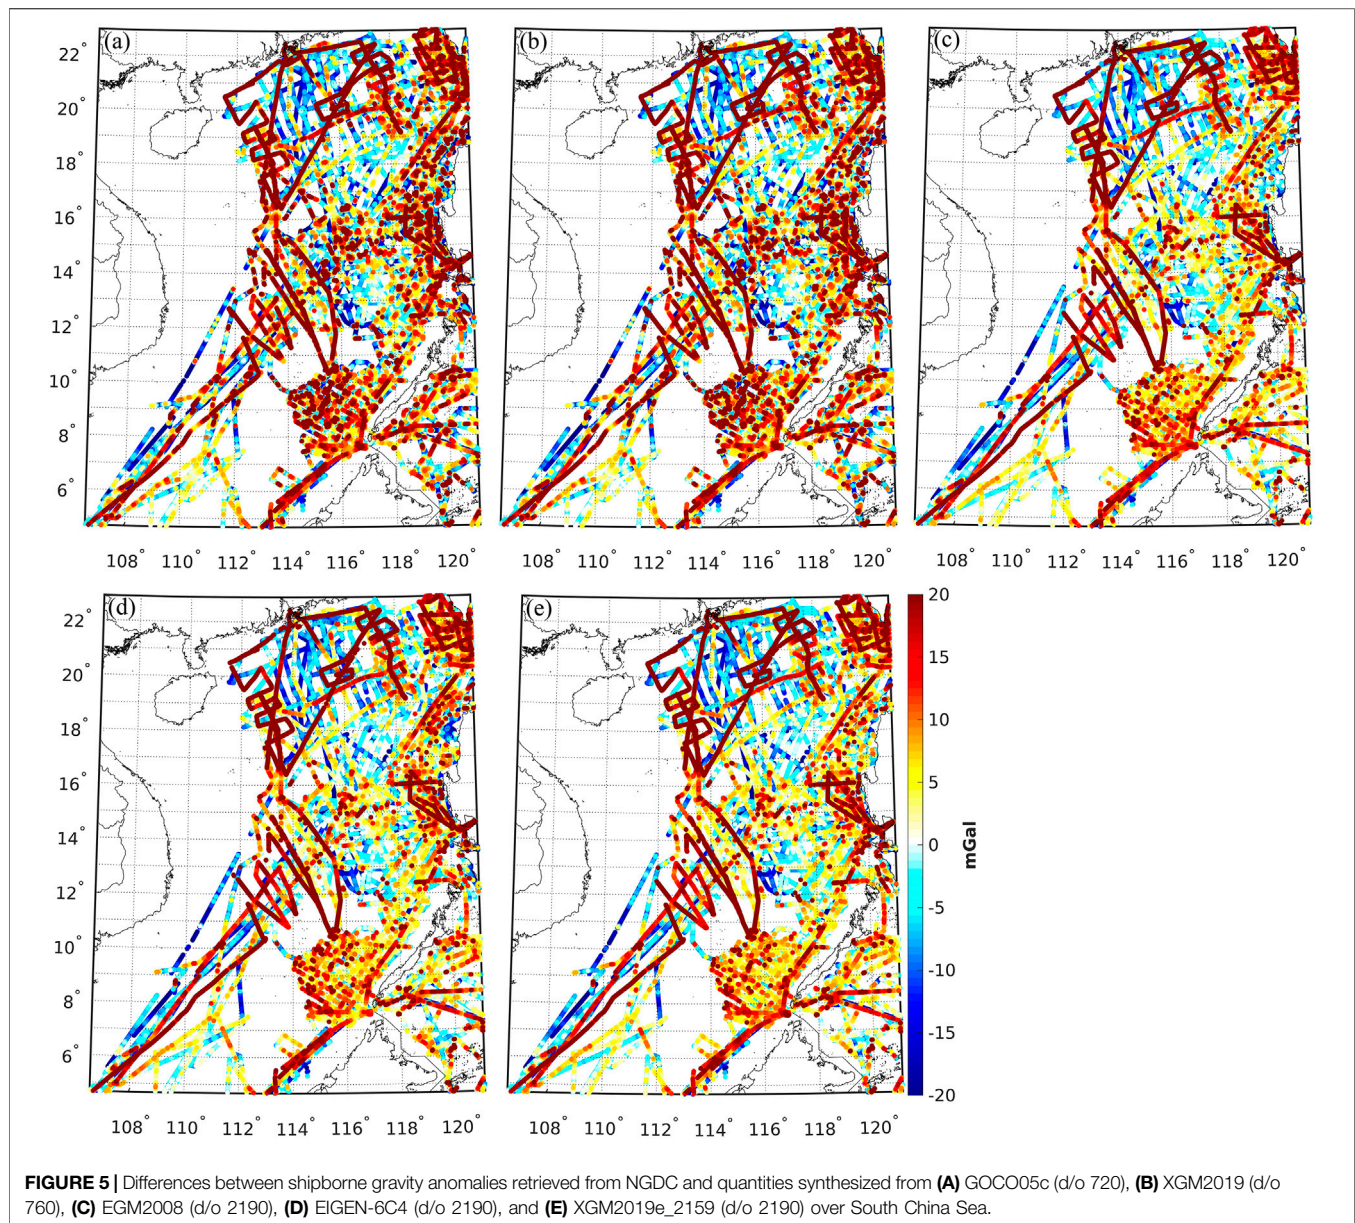 (a)
(b)
(c)
22°
20°
18°
16°
14°
12°
10°
8°
6°
108° 110° 112° 114° 116° 118° 120°
108° 110° 112° 114° 116° 118° 120°
108° 110° 112° 114° 116° 118° 120°
(d)
(e)
22°
20°
18°
16°
14°
12°
10°
8°
6°
108° 110° 112° 114° 116° 118° 120°
108° 110° 112° 114° 116° 118° 120°
20
15
10
5
0
-5
-10
-15
-20
mGal
FIGURE 5 | Differences between shipborne gravity anomalies retrieved from NGDC and quantities synthesized from (A) GOCO05c (d/o 720), (B) XGM2019 (d/o
760), (C) EGM2008 (d/o 2190), (D) EIGEN-6C4 (d/o 2190), and (E) XGM2019e_2159 (d/o 2190) over South China Sea.